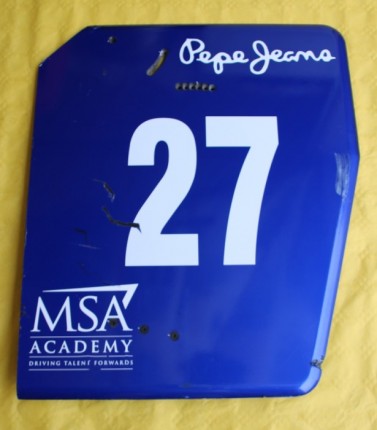 Pepe Jeans
27
MSA
ACADEMY
DRIVING TALENT FORWARDS